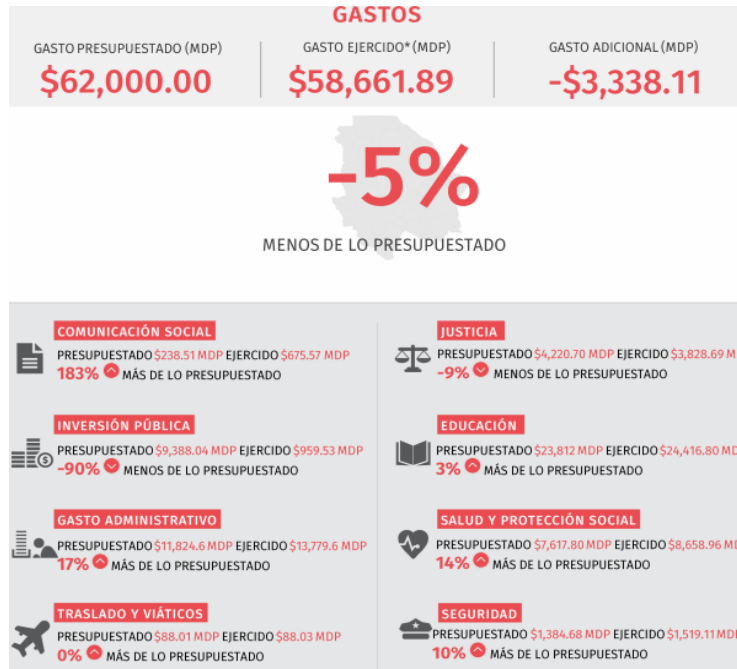 GASTOS
GASTO PRESUPUESTADO (MDP)
$62,000.00
GASTO EJERCIDO* (MDP)
$58,661.89
GASTO ADICIONAL (MDP)
-$3,338.11
-5%
MENOS DE LO PRESUPUESTADO
COMUNICACIÓN SOCIAL
PRESUPUESTADO $238.51 MDP EJERCIDO $675.57 MDP
183% MÁS DE LO PRESUPUESTADO
INVERSIÓN PÚBLICA
PRESUPUESTADO $9,388.04 MDP EJERCIDO $959.53 MDP
-90% MENOS DE LO PRESUPUESTADO
GASTO ADMINISTRATIVO
PRESUPUESTADO $11,824.6 MDP EJERCIDO $13,779.6 MDP
17% MÁS DE LO PRESUPUESTADO
TRASLADO Y VIÁTICOS
PRESUPUESTADO $88.01 MDP EJERCIDO $88.03 MDP
0% MÁS DE LO PRESUPUESTADO
JUSTICIA
PRESUPUESTADO $4,220.70 MDP EJERCIDO $3,828.69 M
-9% MENOS DE LO PRESUPUESTADO
EDUCACIÓN
PRESUPUESTADO $23,812 MDP EJERCIDO $24,416.80 MD
3% MÁS DE LO PRESUPUESTADO
SALUD Y PROTECCIÓN SOCIAL
PRESUPUESTADO $7,617.80 MDP EJERCIDO $8,658.96 MD
14% MÁS DE LO PRESUPUESTADO
SEGURIDAD
PRESUPUESTADO $1,384.68 MDP EJERCIDO $1,519.11 MDP
10% MÁS DE LO PRESUPUESTADO